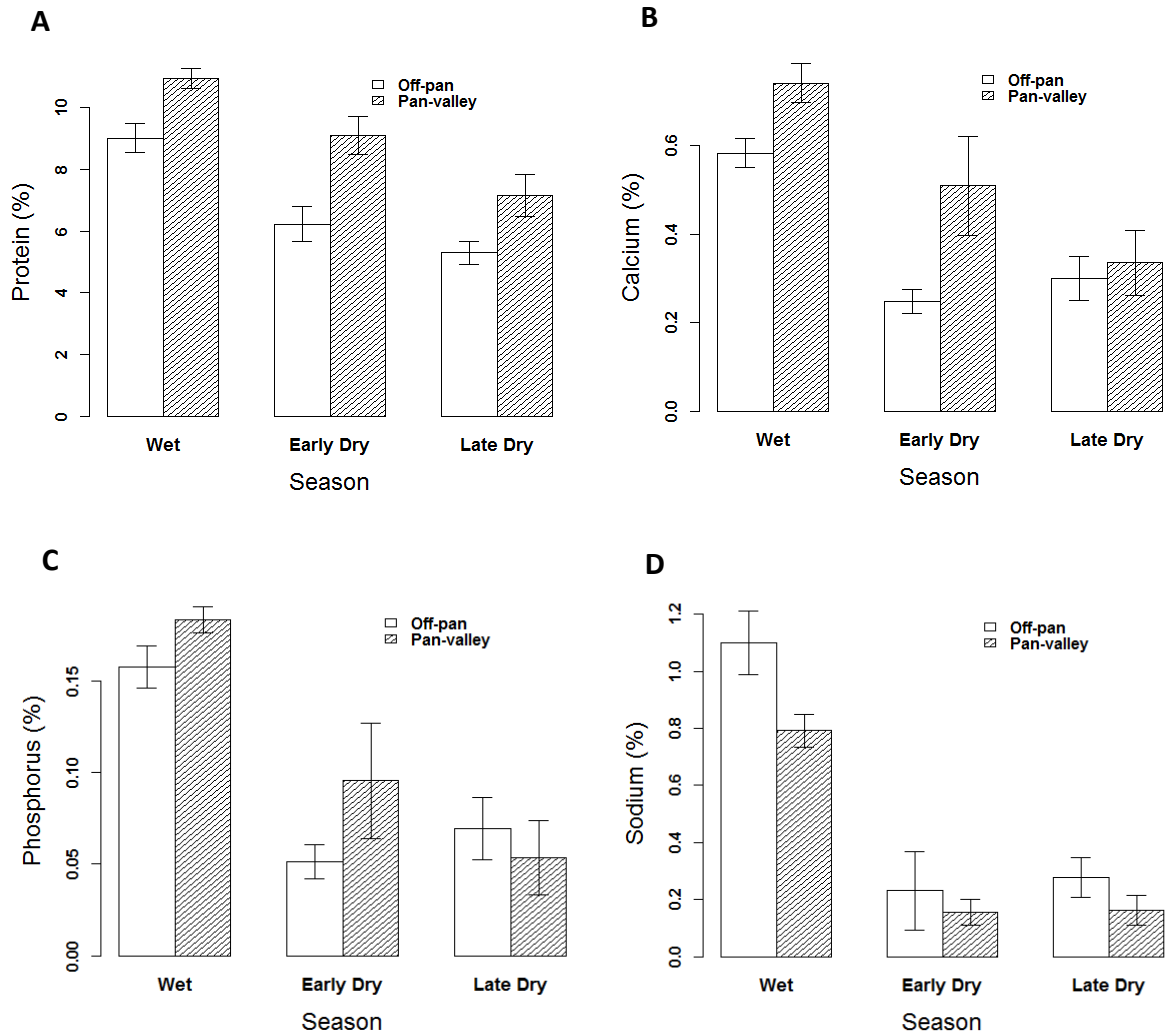 A
Off-pan
Pan-valley
Protein (%)
0
2
4
6
8
10
Wet Early Dry Late Dry
Season
B
Off-pan
Pan-valley
Calcium (%)
0.0
0.2
0.4
0.6
Wet Early Dry Late Dry
Season
C
Off-pan
Pan-valley
Phosphorus (%)
0.00
0.05
0.10
0.15
Wet Early Dry Late Dry
Season
D
Off-pan
Pan-valley
Sodium (%)
0.0
0.2
0.4
0.6
0.8
1.0
1.2
Wet Early Dry Late Dry
Season